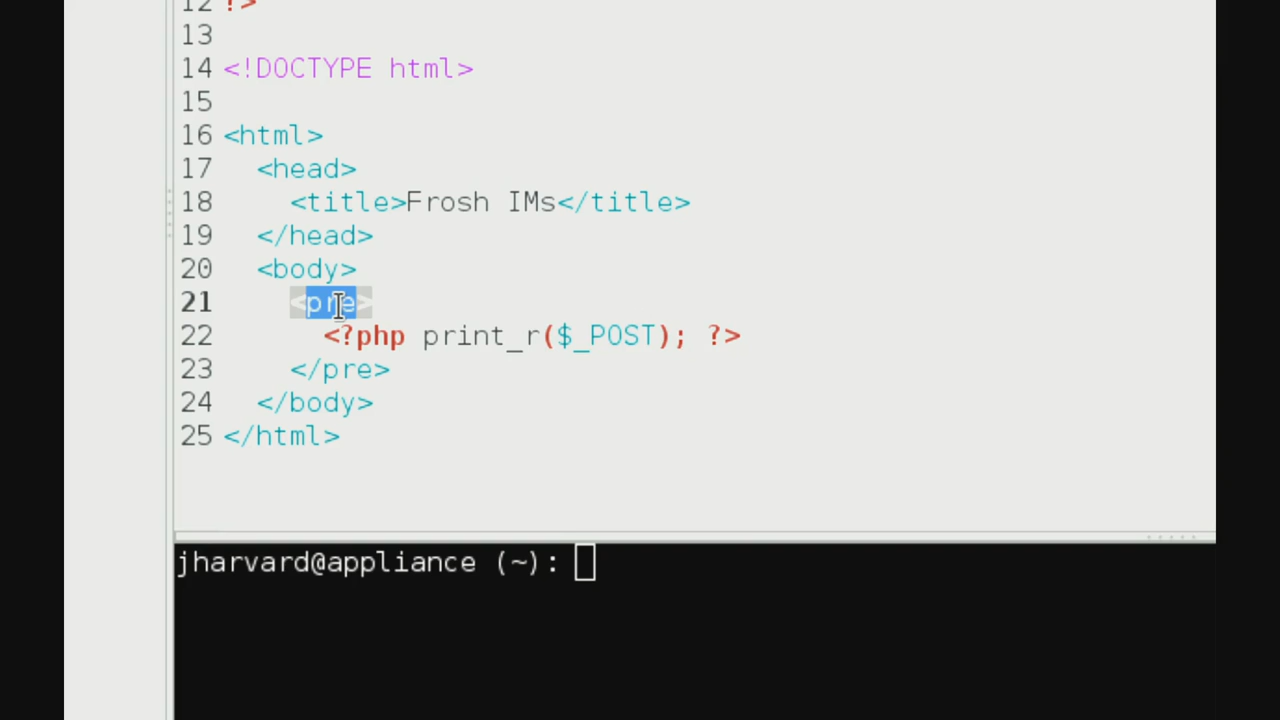 12 ?>
13
14 <!DOCTYPE html>
15
16 <html>
17   <head>
18     <title>Frosh IMs</title>
19   </head>
20   <body>
21     <pre>
22       <?php print_r($_POST); ?>
23     </pre>
24   </body>
25 </html>
jharvard@appliance (~):